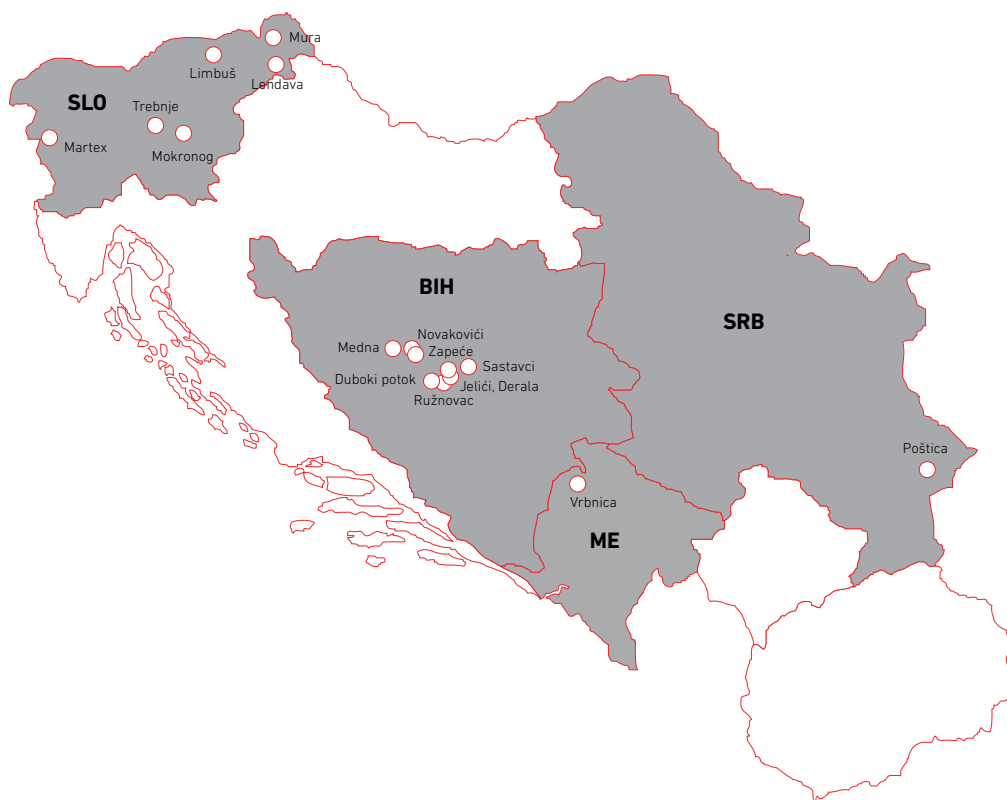 Mura
Limbuš
Lendava
SLO
Trebnje
Martex
Mokronog
BIH
SRB
Novakovići
Medna
Zapeće
Sastavci
Duboki potok
Jelići, Derala
Ružnovac
Poštica
Vrbnica
ME